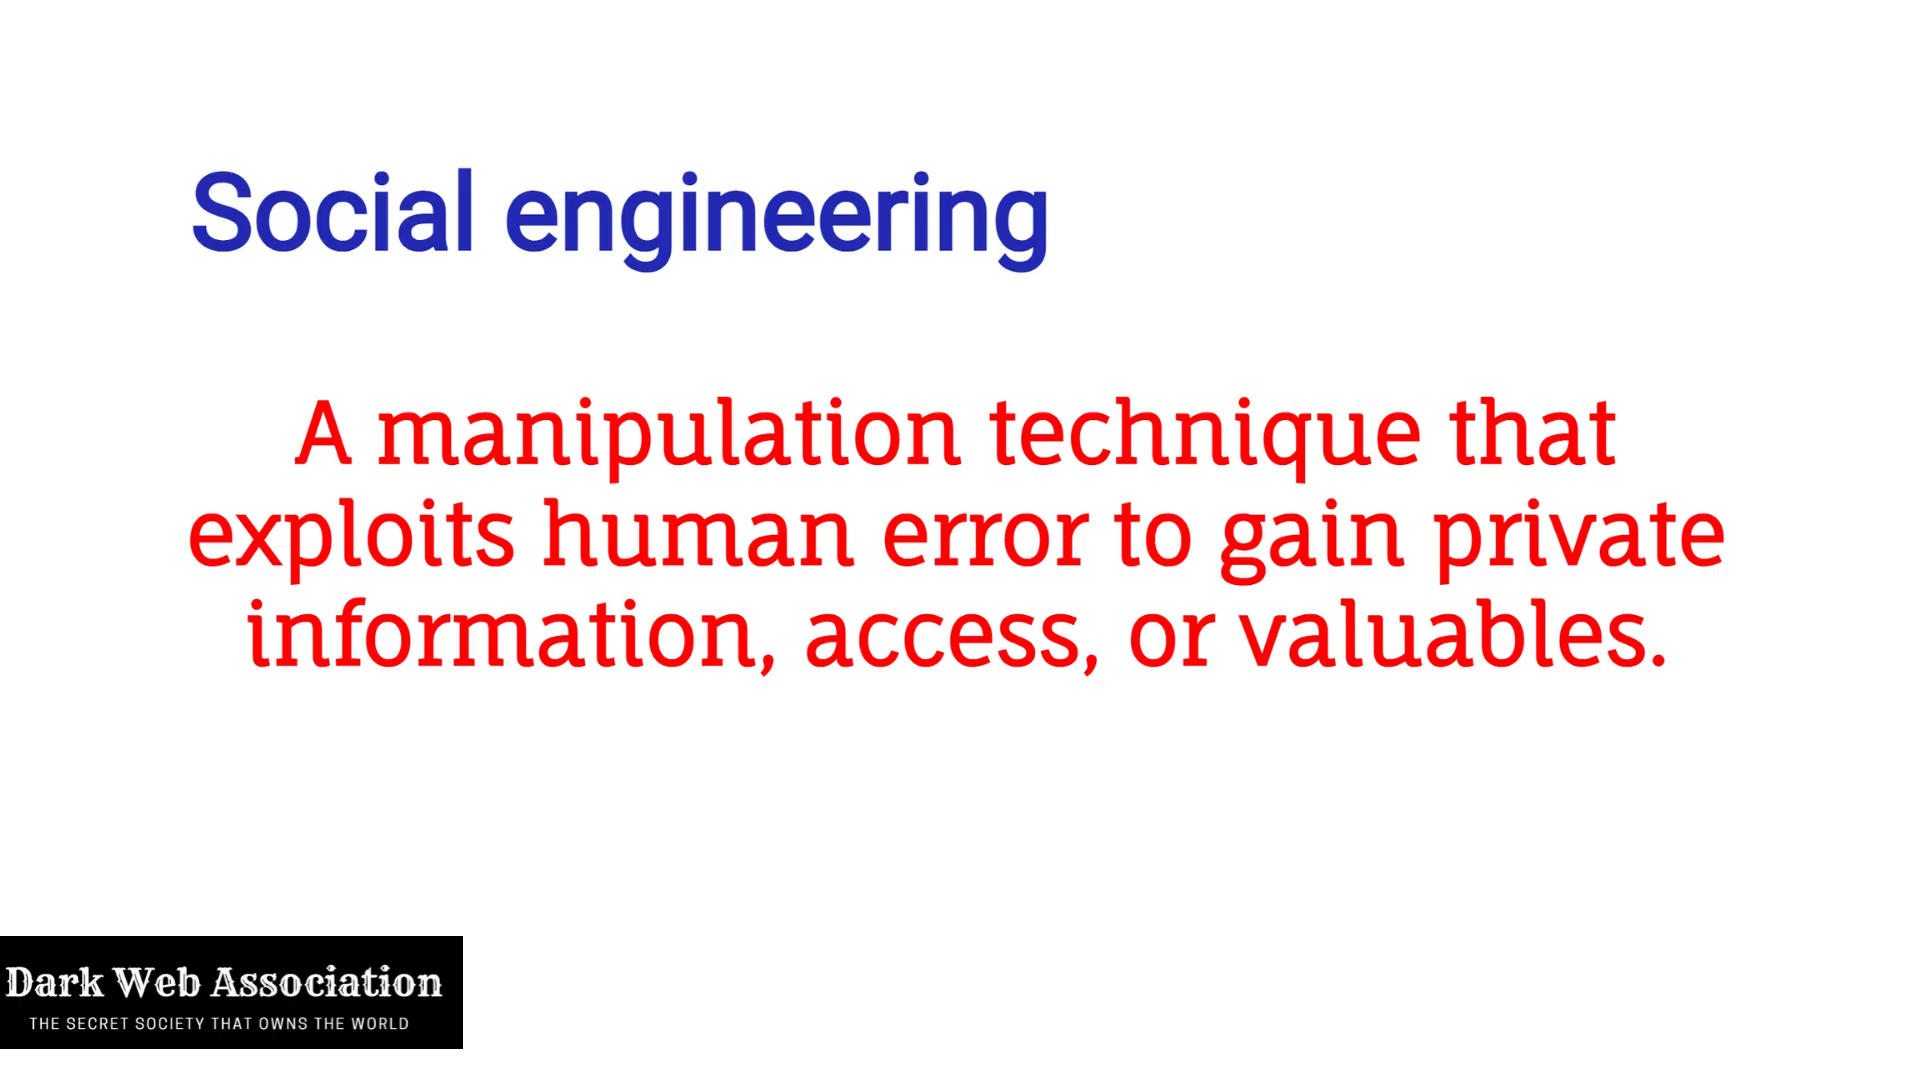 Social engineering
A manipulation technique that
exploits human error to gain private
information, access, or valuables.
Dark Web Association
THE SECRET SOCIETY THAT OWNS THE WORLD